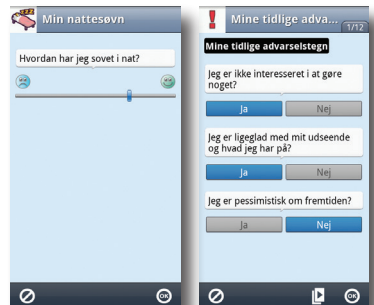 Min nattesøvn
Hvordan har jeg sovet i nat?
OK
Mine tidlige adva...
1/12
Mine tidlige advarselstegn
Jeg er ikke interesseret i at gøre
noget?
Ja Nej
Jeg er ligeglad med mit udseende
og hvad jeg har på?
Ja Nej
Jeg er pessimistisk om fremtiden?
Ja Nej
OK